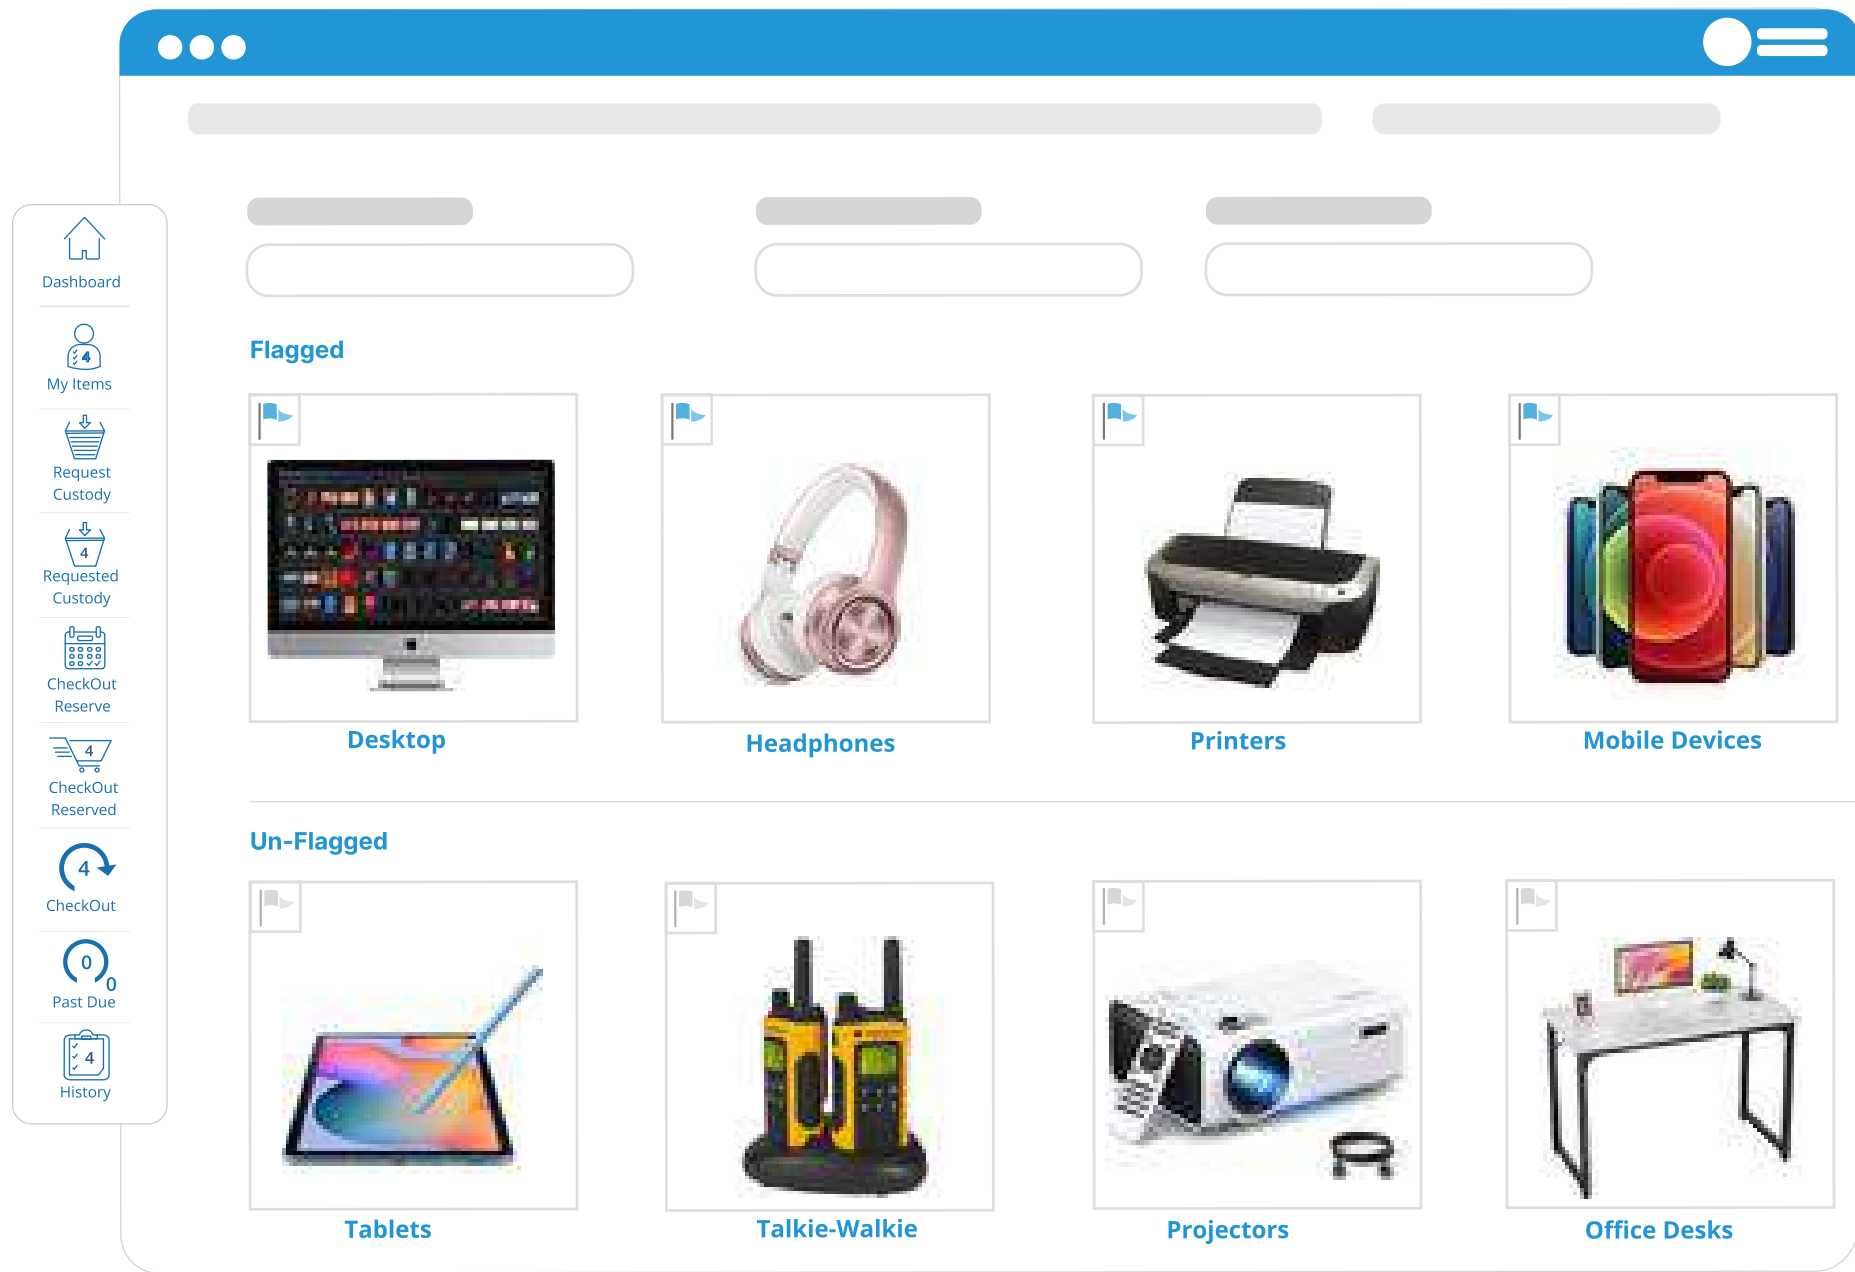 Dashboard
4
My Items
Request
Custody
4
Requested
Custody
CheckOut
Reserve
4
CheckOut
Reserved
4
CheckOut
0
0
Past Due
4
History
Flagged
Desktop
Headphones
Printers
Mobile Devices
Un-Flagged
Tablets
Talkie-Walkie
Projectors
Office Desks